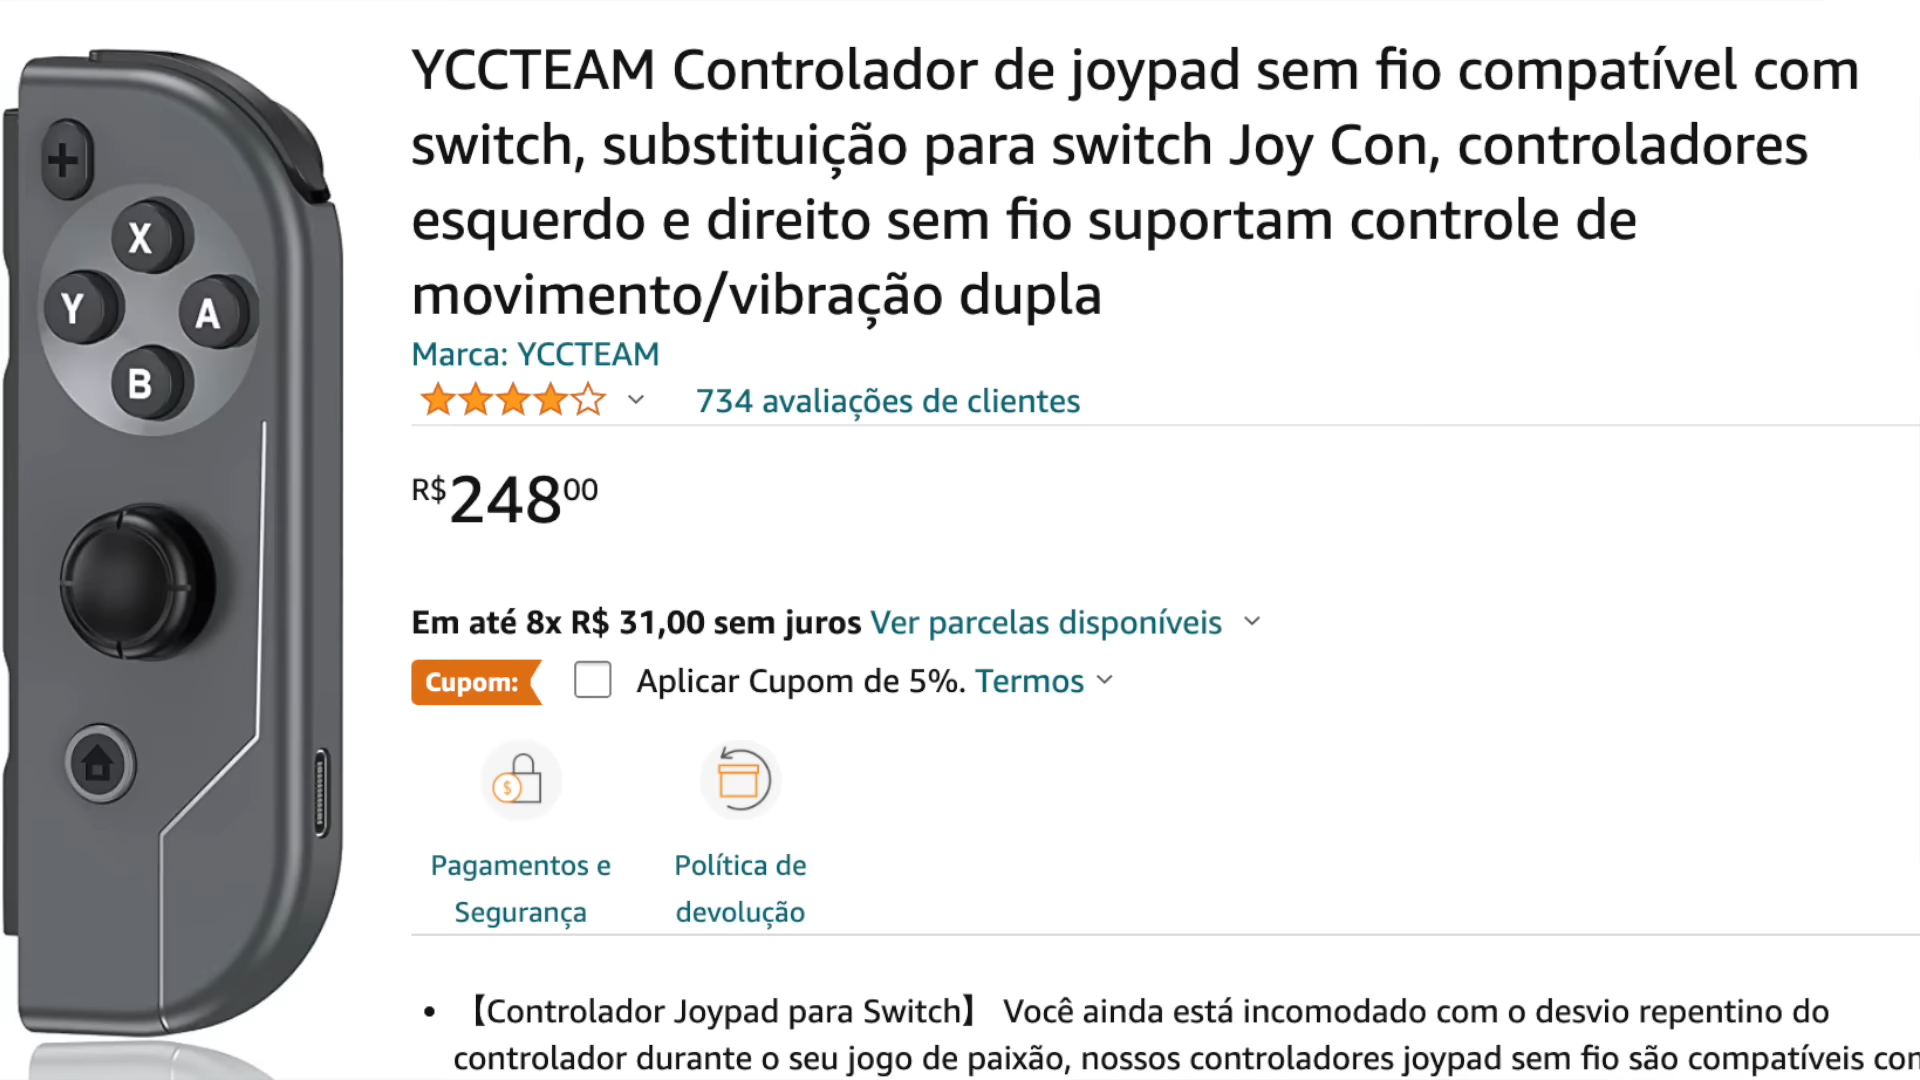 YCCTEAM Controlador de joypad sem fio compatível com
switch, substituição para switch Joy Con, controladores
esquerdo e direito sem fio suportam controle de
movimento/vibração dupla
Marca: YCCTEAM
734 avaliações de clientes
R$24800
Em até 8x R$ 31,00 sem juros Ver parcelas disponíveis
Cupom: Aplicar Cupom de 5%. Termos
Pagamentos e
Segurança
Política de
devolução
• 【Controlador Joypad para Switch】 Você ainda está incomodado com o desvio repentino do
controlador durante o seu jogo de paixão, nossos controladores joypad sem fio são compatíveis
+
X
Y
A
B